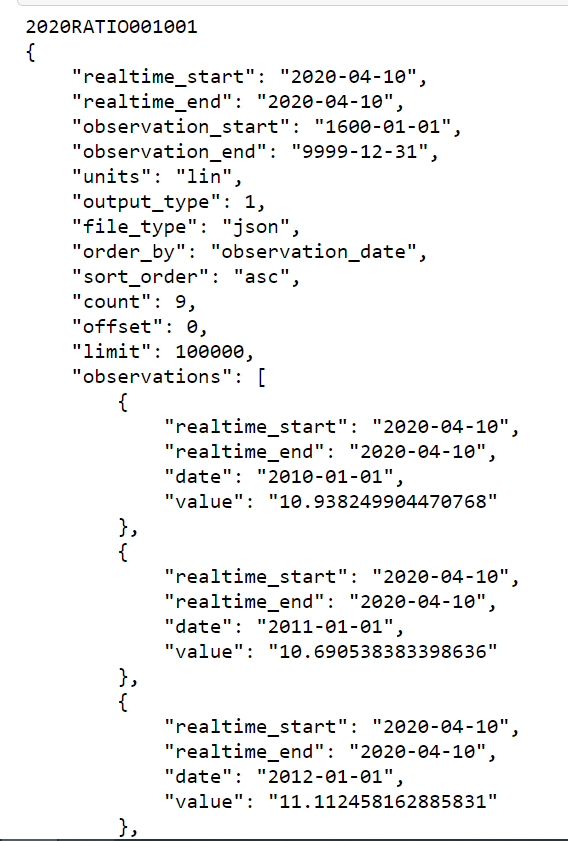 2020RATIO001001
{
    "realtime_start": "2020-04-10",
    "realtime_end": "2020-04-10",
    "observation_start": "1600-01-01",
    "observation_end": "9999-12-31",
    "units": "lin",
    "output_type": 1,
    "file_type": "json",
    "order_by": "observation_date",
    "sort_order": "asc",
    "count": 9,
    "offset": 0,
    "limit": 100000,
    "observations": [
        {
            "realtime_start": "2020-04-10",
            "realtime_end": "2020-04-10",
            "date": "2010-01-01",
            "value": "10.938249904470768"
        },
        {
            "realtime_start": "2020-04-10",
            "realtime_end": "2020-04-10",
            "date": "2011-01-01",
            "value": "10.690538383398636"
        },
        {
            "realtime_start": "2020-04-10",
            "realtime_end": "2020-04-10",
            "date": "2012-01-01",
            "value": "11.112458162885831"
        },